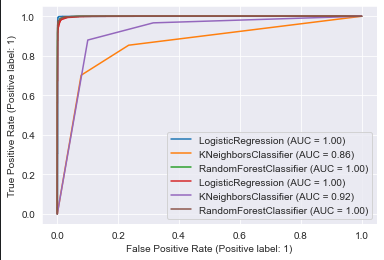 True Positive Rate (Positive label: 1)
1.0
0.8
0.6
0.4
0.2
0.0
LogisticRegression (AUC = 1.00)
KNeighborsClassifier (AUC = 0.86)
RandomForestClassifier (AUC = 1.00)
LogisticRegression (AUC = 1.00)
KNeighborsClassifier (AUC = 0.92)
RandomForestClassifier (AUC = 1.00)
0.0 0.2 0.4 0.6 0.8 1.0
False Positive Rate (Positive label: 1)